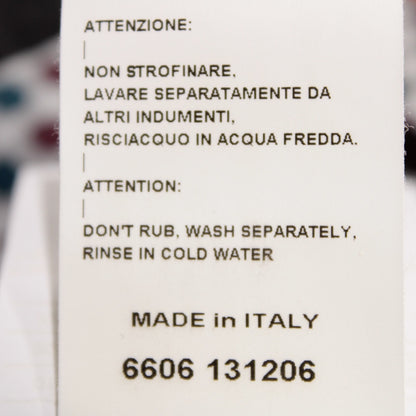 ATTENZIONE:
|
NON STROFINARE,
LAVARE SEPARATAMENTE DA
ALTRI INDUMENTI,
RISCIACQUO IN ACQUA FREDDA.
|
ATTENTION:
|
DON'T RUB, WASH SEPARATELY,
RINSE IN COLD WATER
MADE in ITALY
6606 131206